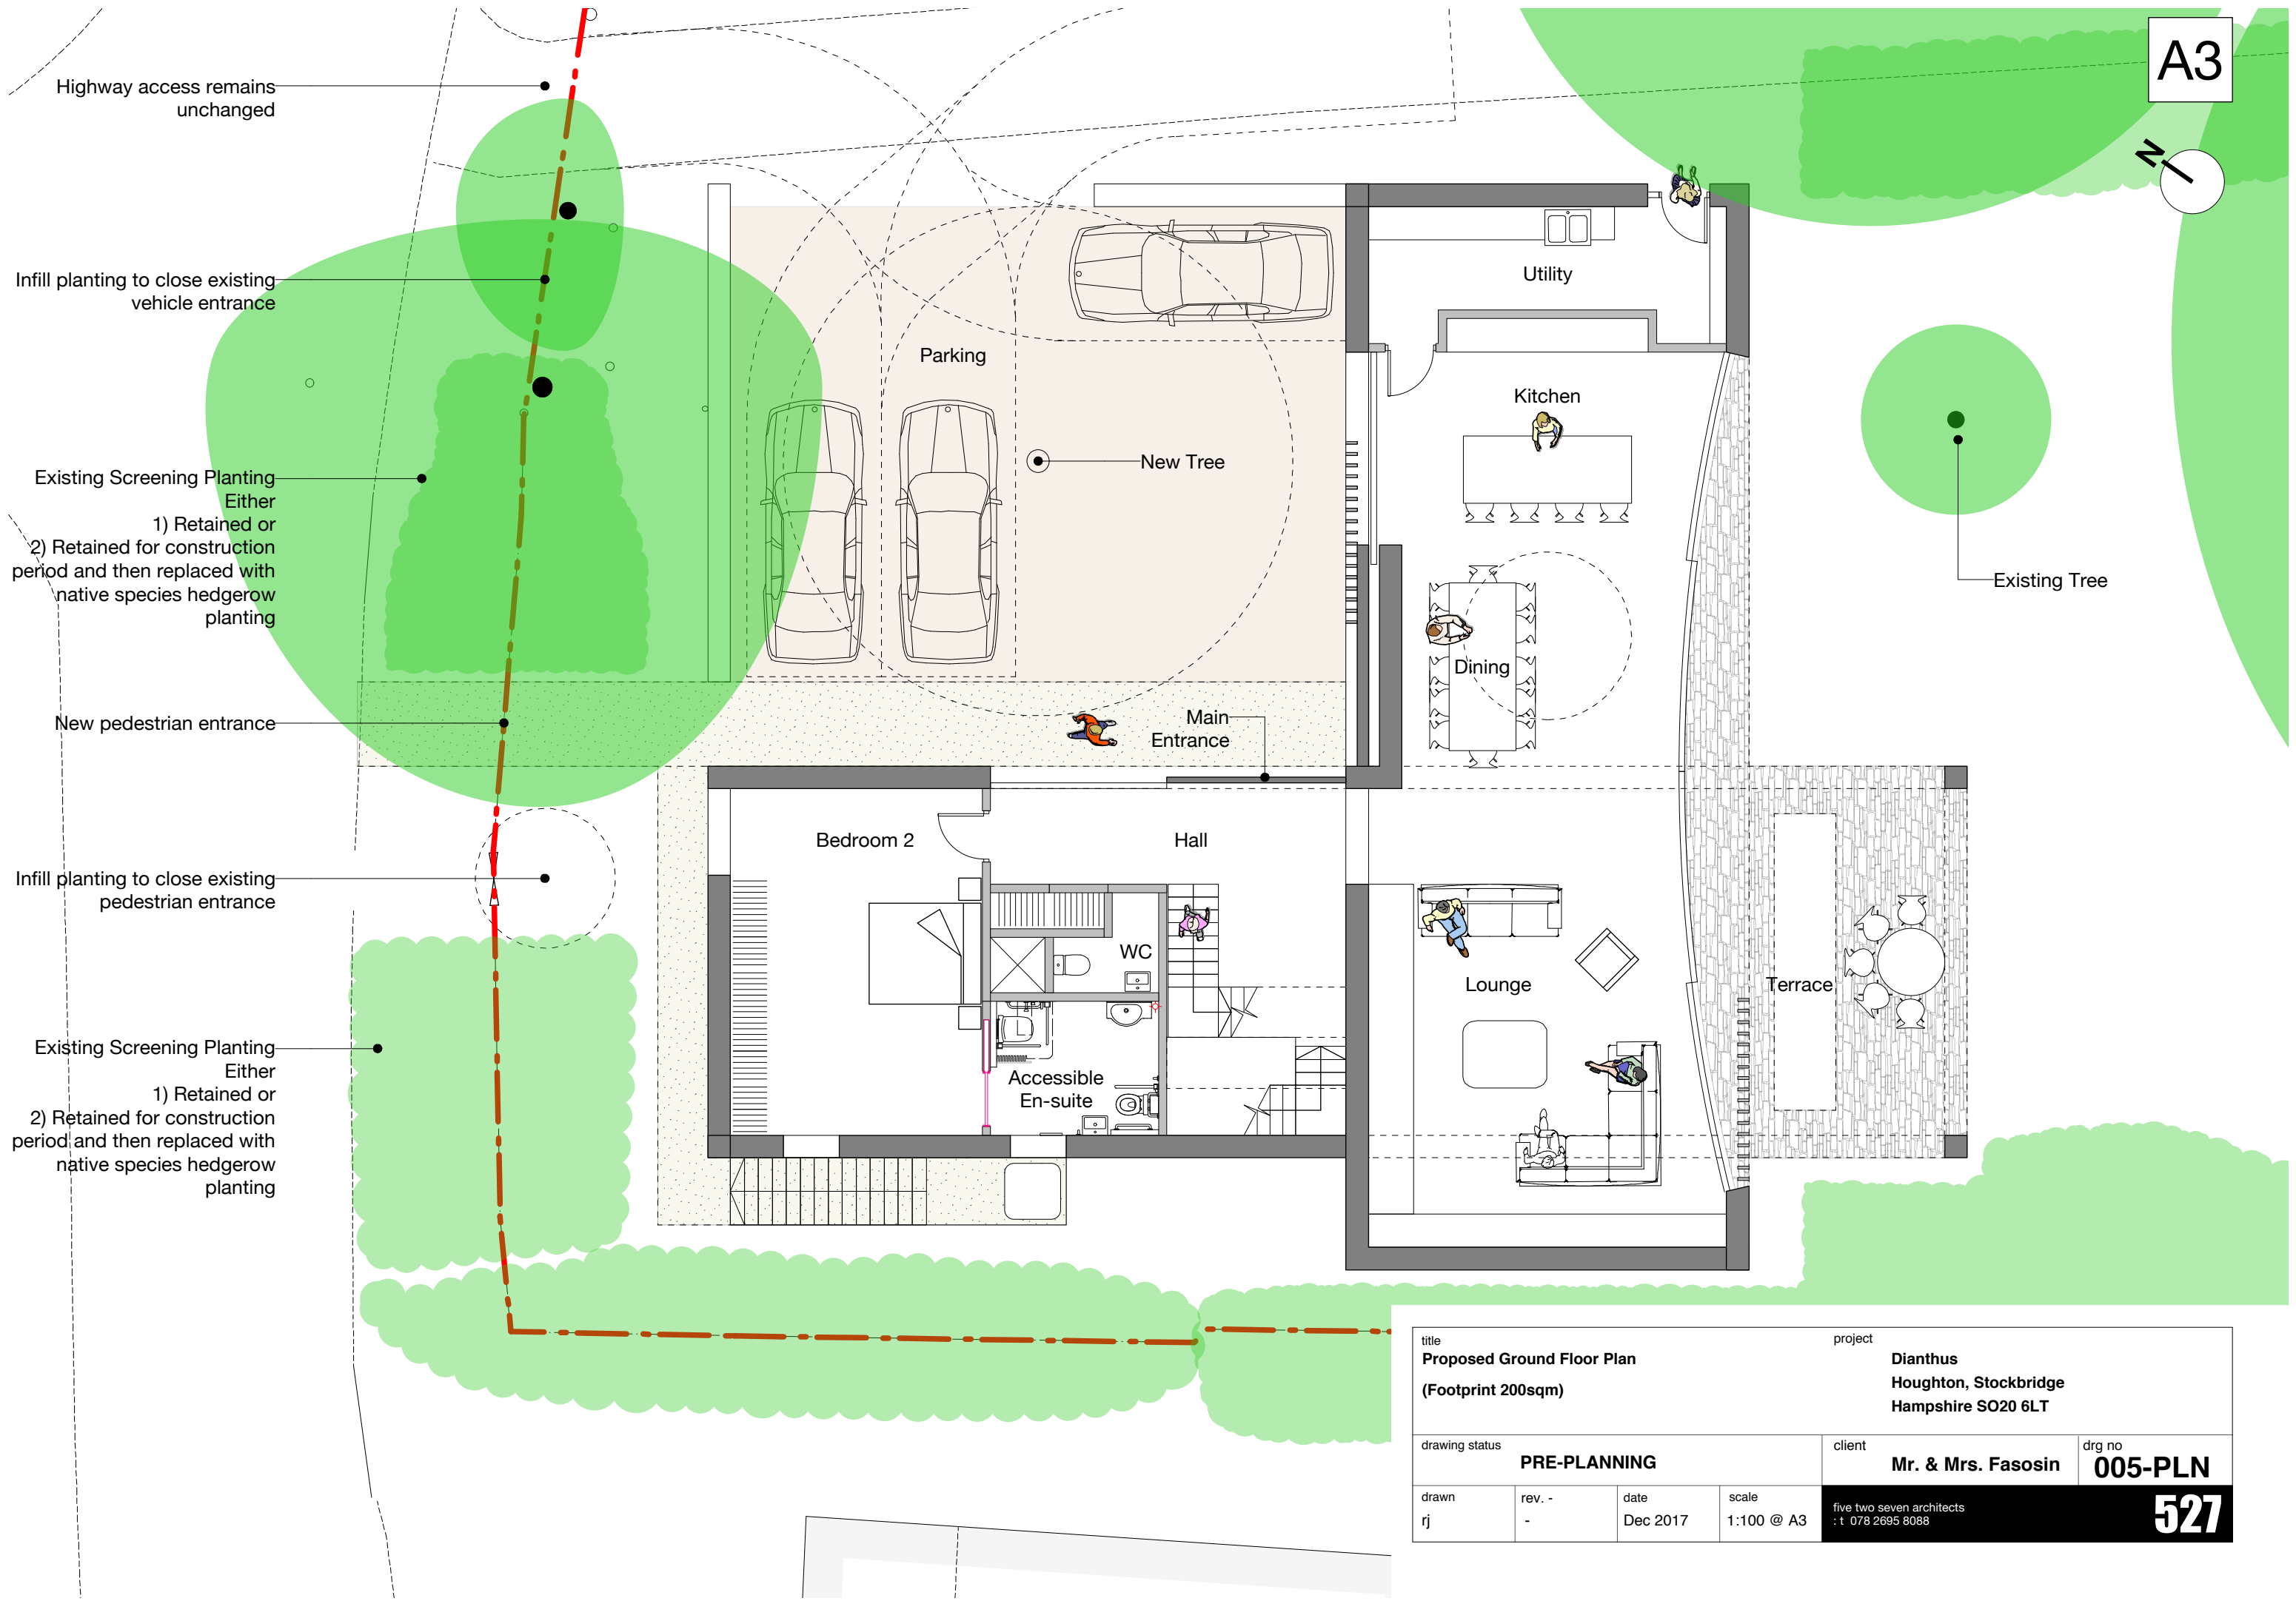 A3
N
Highway access remains
unchanged
Infill planting to close existing
vehicle entrance
Existing Screening Planting
Either
1) Retained or
2) Retained for construction
period and then replaced with
native species hedgerow
planting
New pedestrian entrance
Infill planting to close existing
pedestrian entrance
Existing Screening Planting
Either
1) Retained or
2) Retained for construction
period and then replaced with
native species hedgerow
planting
Parking
New Tree
Main
Entrance
Utility
Kitchen
Dining
Existing Tree
Bedroom 2
Hall
WC
Accessible
En-suite
Lounge
Terrace
title
Proposed Ground Floor Plan
(Footprint 200sqm)
project
Dianthus
Houghton, Stockbridge
Hampshire SO20 6LT
drawing status
PRE-PLANNING
client
Mr. & Mrs. Fasosin
drg no
005-PLN
drawn
rj
rev. -
-
date
Dec 2017
scale
1:100 @ A3
five two seven architects
: t 078 2695 8088
527